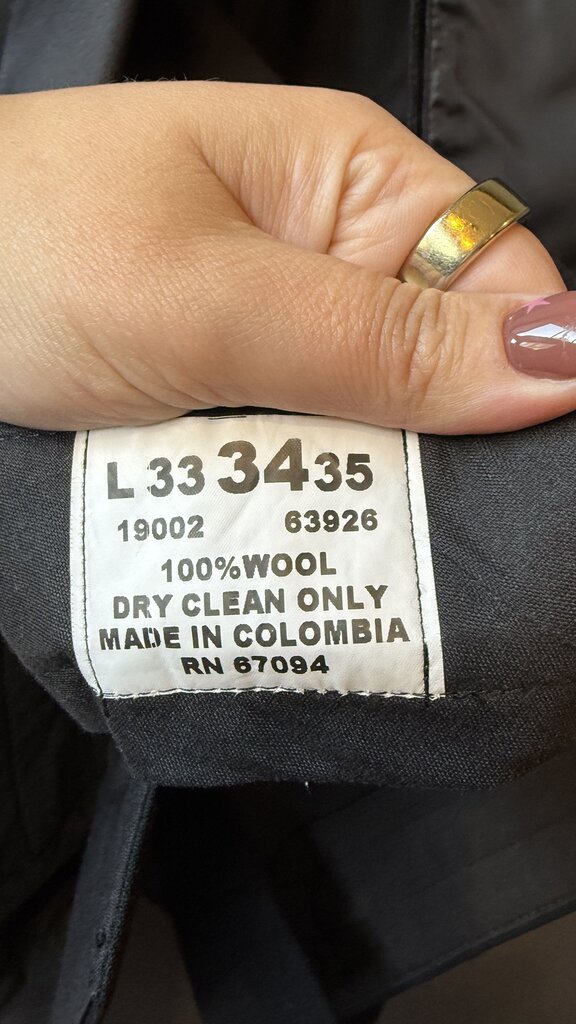 L 33 34 35
19002 63926
100%WOOL
DRY CLEAN ONLY
MADE IN COLOMBIA
RN 67094